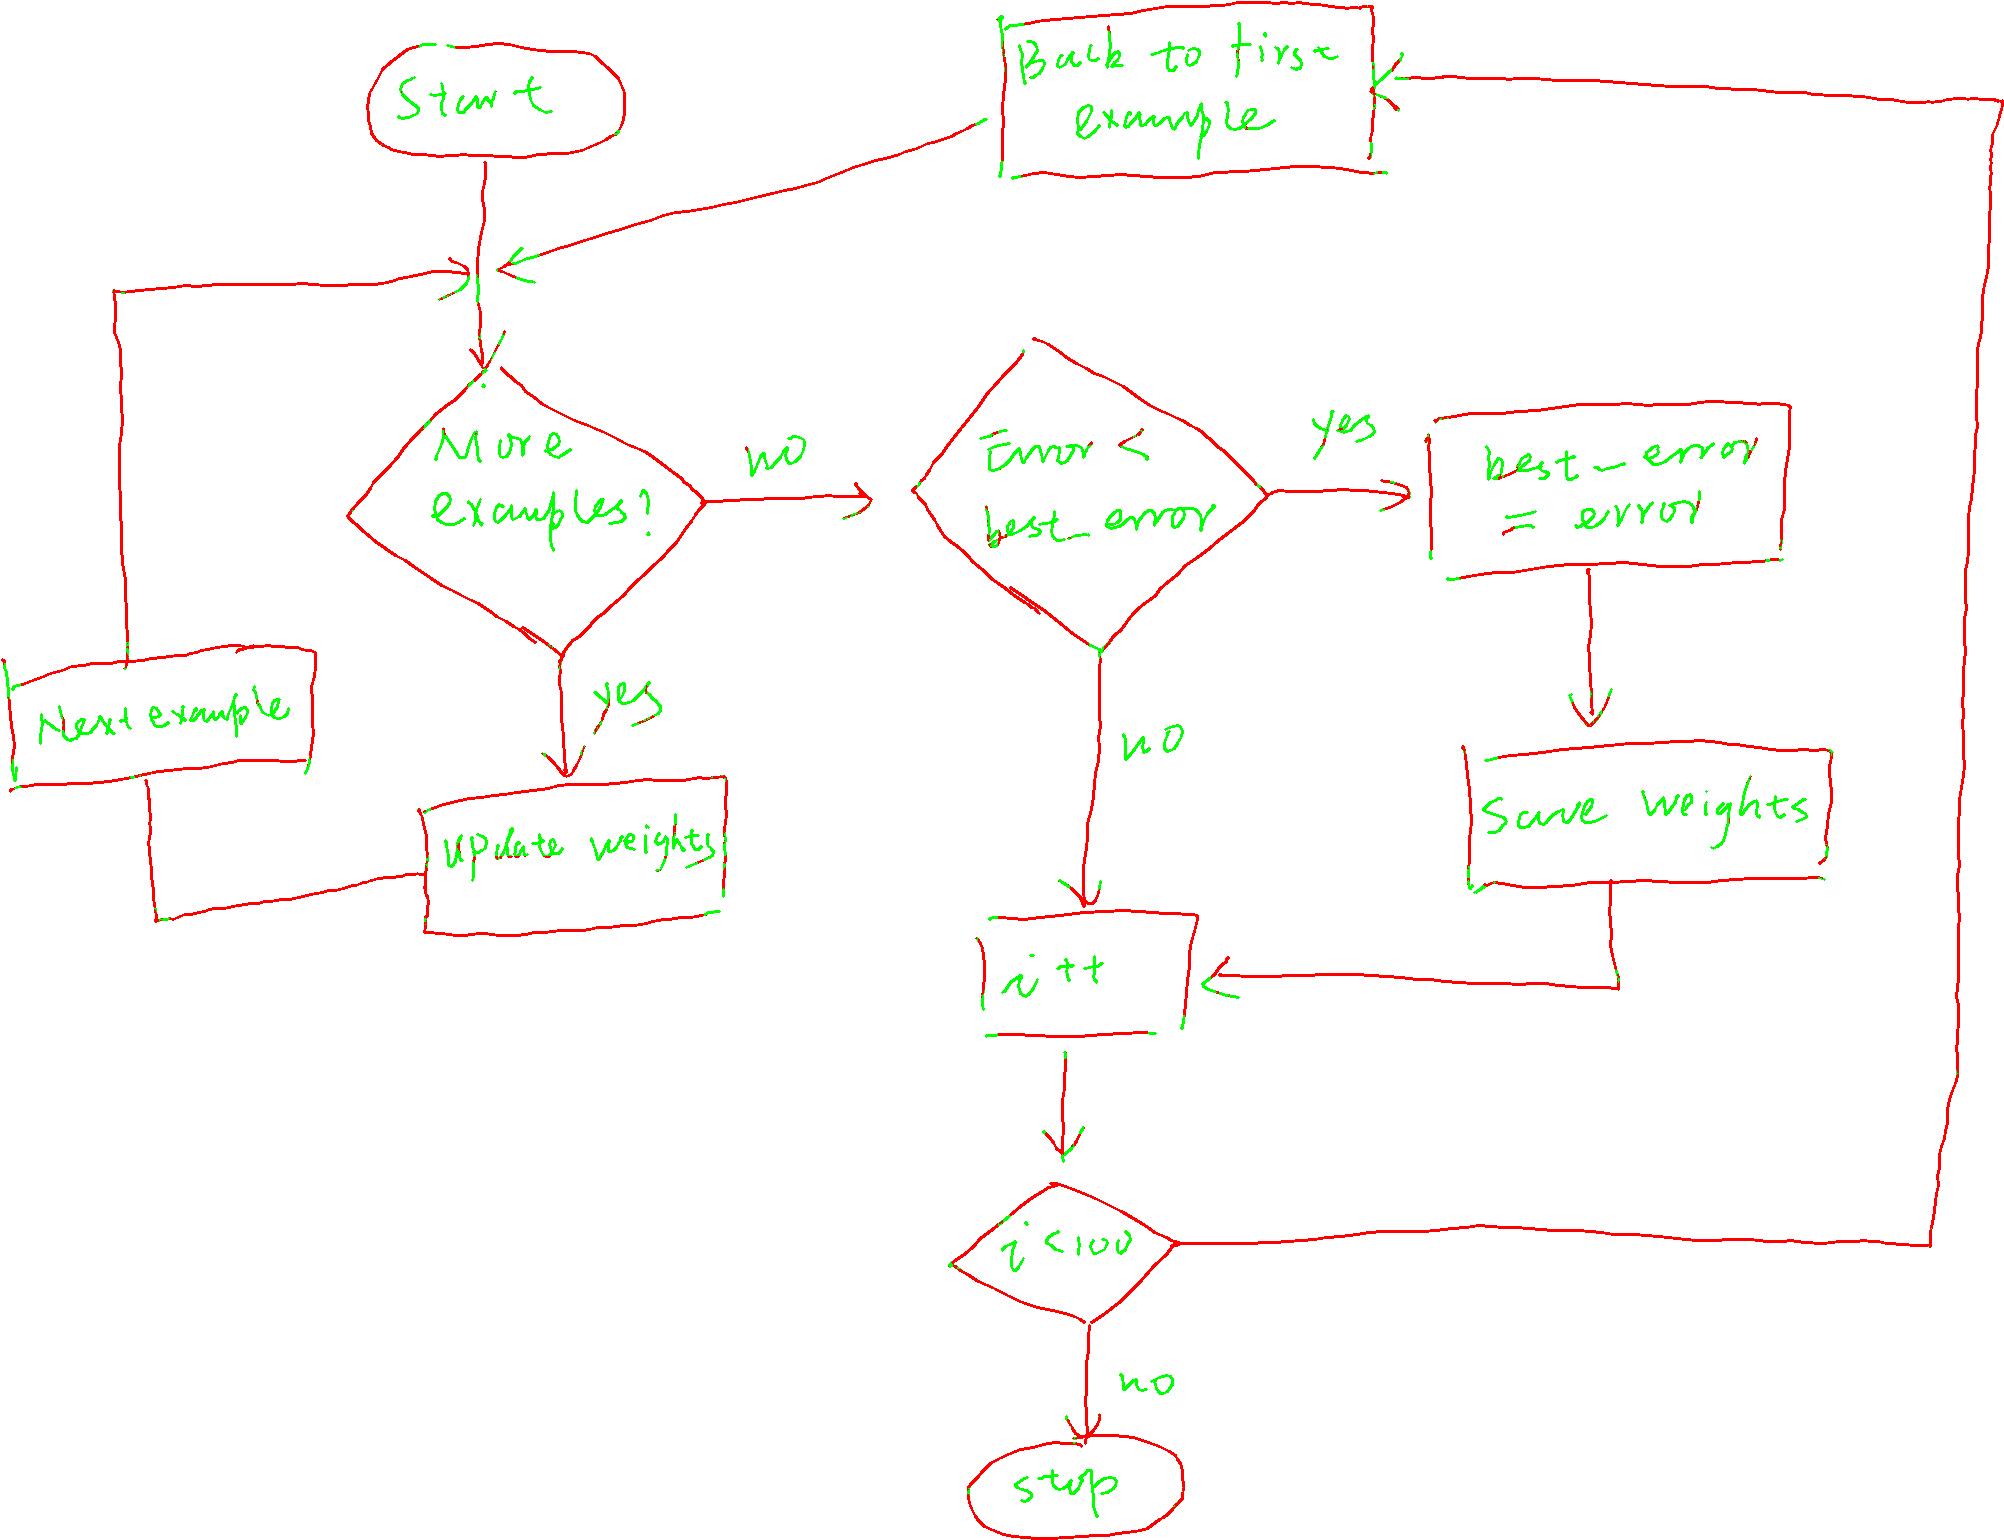 Start
Back to first
example
More
examples?
no
Error <
best_error
yes
best_error
= error
Next example
yes
update weights
no
Save weights
i++
i<100
no
stop